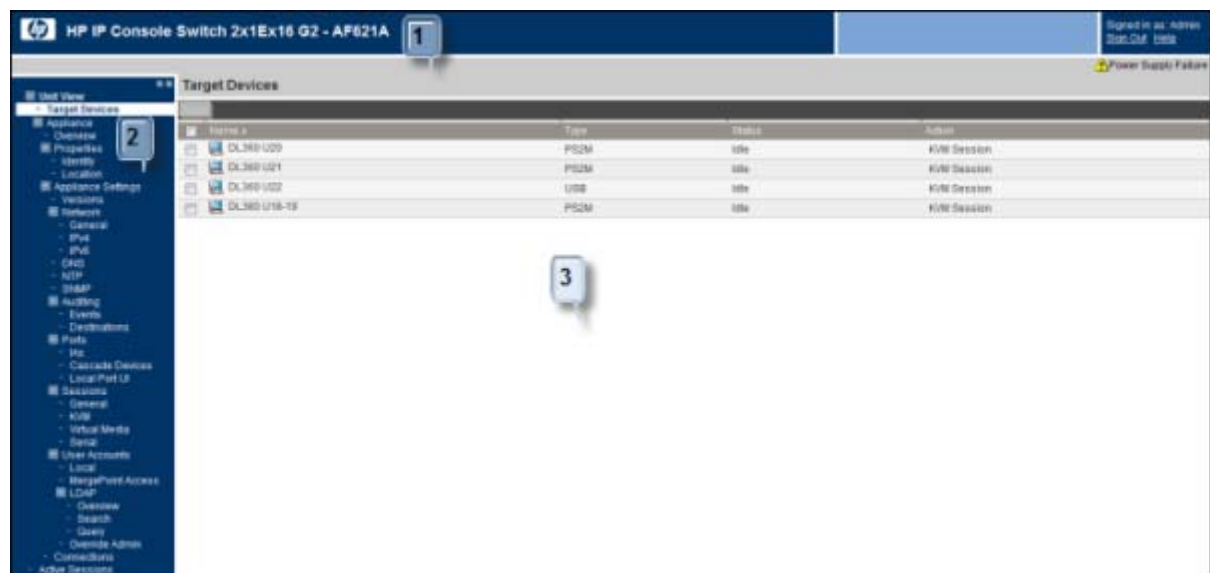 hp HP IP Console Switch 2x1Ex16 G2 - AF621A
1
Signed in as: Admin
Sign Out Help
Power Supply Failure
Unit View
Target Devices
Appliance
Overview
Properties
Identity
Location
Appliance Settings
Versions
Network
General
IPv4
IPv6
DNS
NTP
SNMP
Auditing
Events
Destinations
Ports
IAs
Cascade Devices
Local Port UI
Sessions
General
KVM
Virtual Media
Serial
User Accounts
Local
MergePoint Access
LDAP
Overview
Search
Query
Override Admin
Connections
Active Sessions
2
Target Devices
Name Type Status Action
DL360 U20 PS2M Idle KVM Session
DL360 U21 PS2M Idle KVM Session
DL360 U22 USB Idle KVM Session
DL380 U18-19 PS2M Idle KVM Session
3